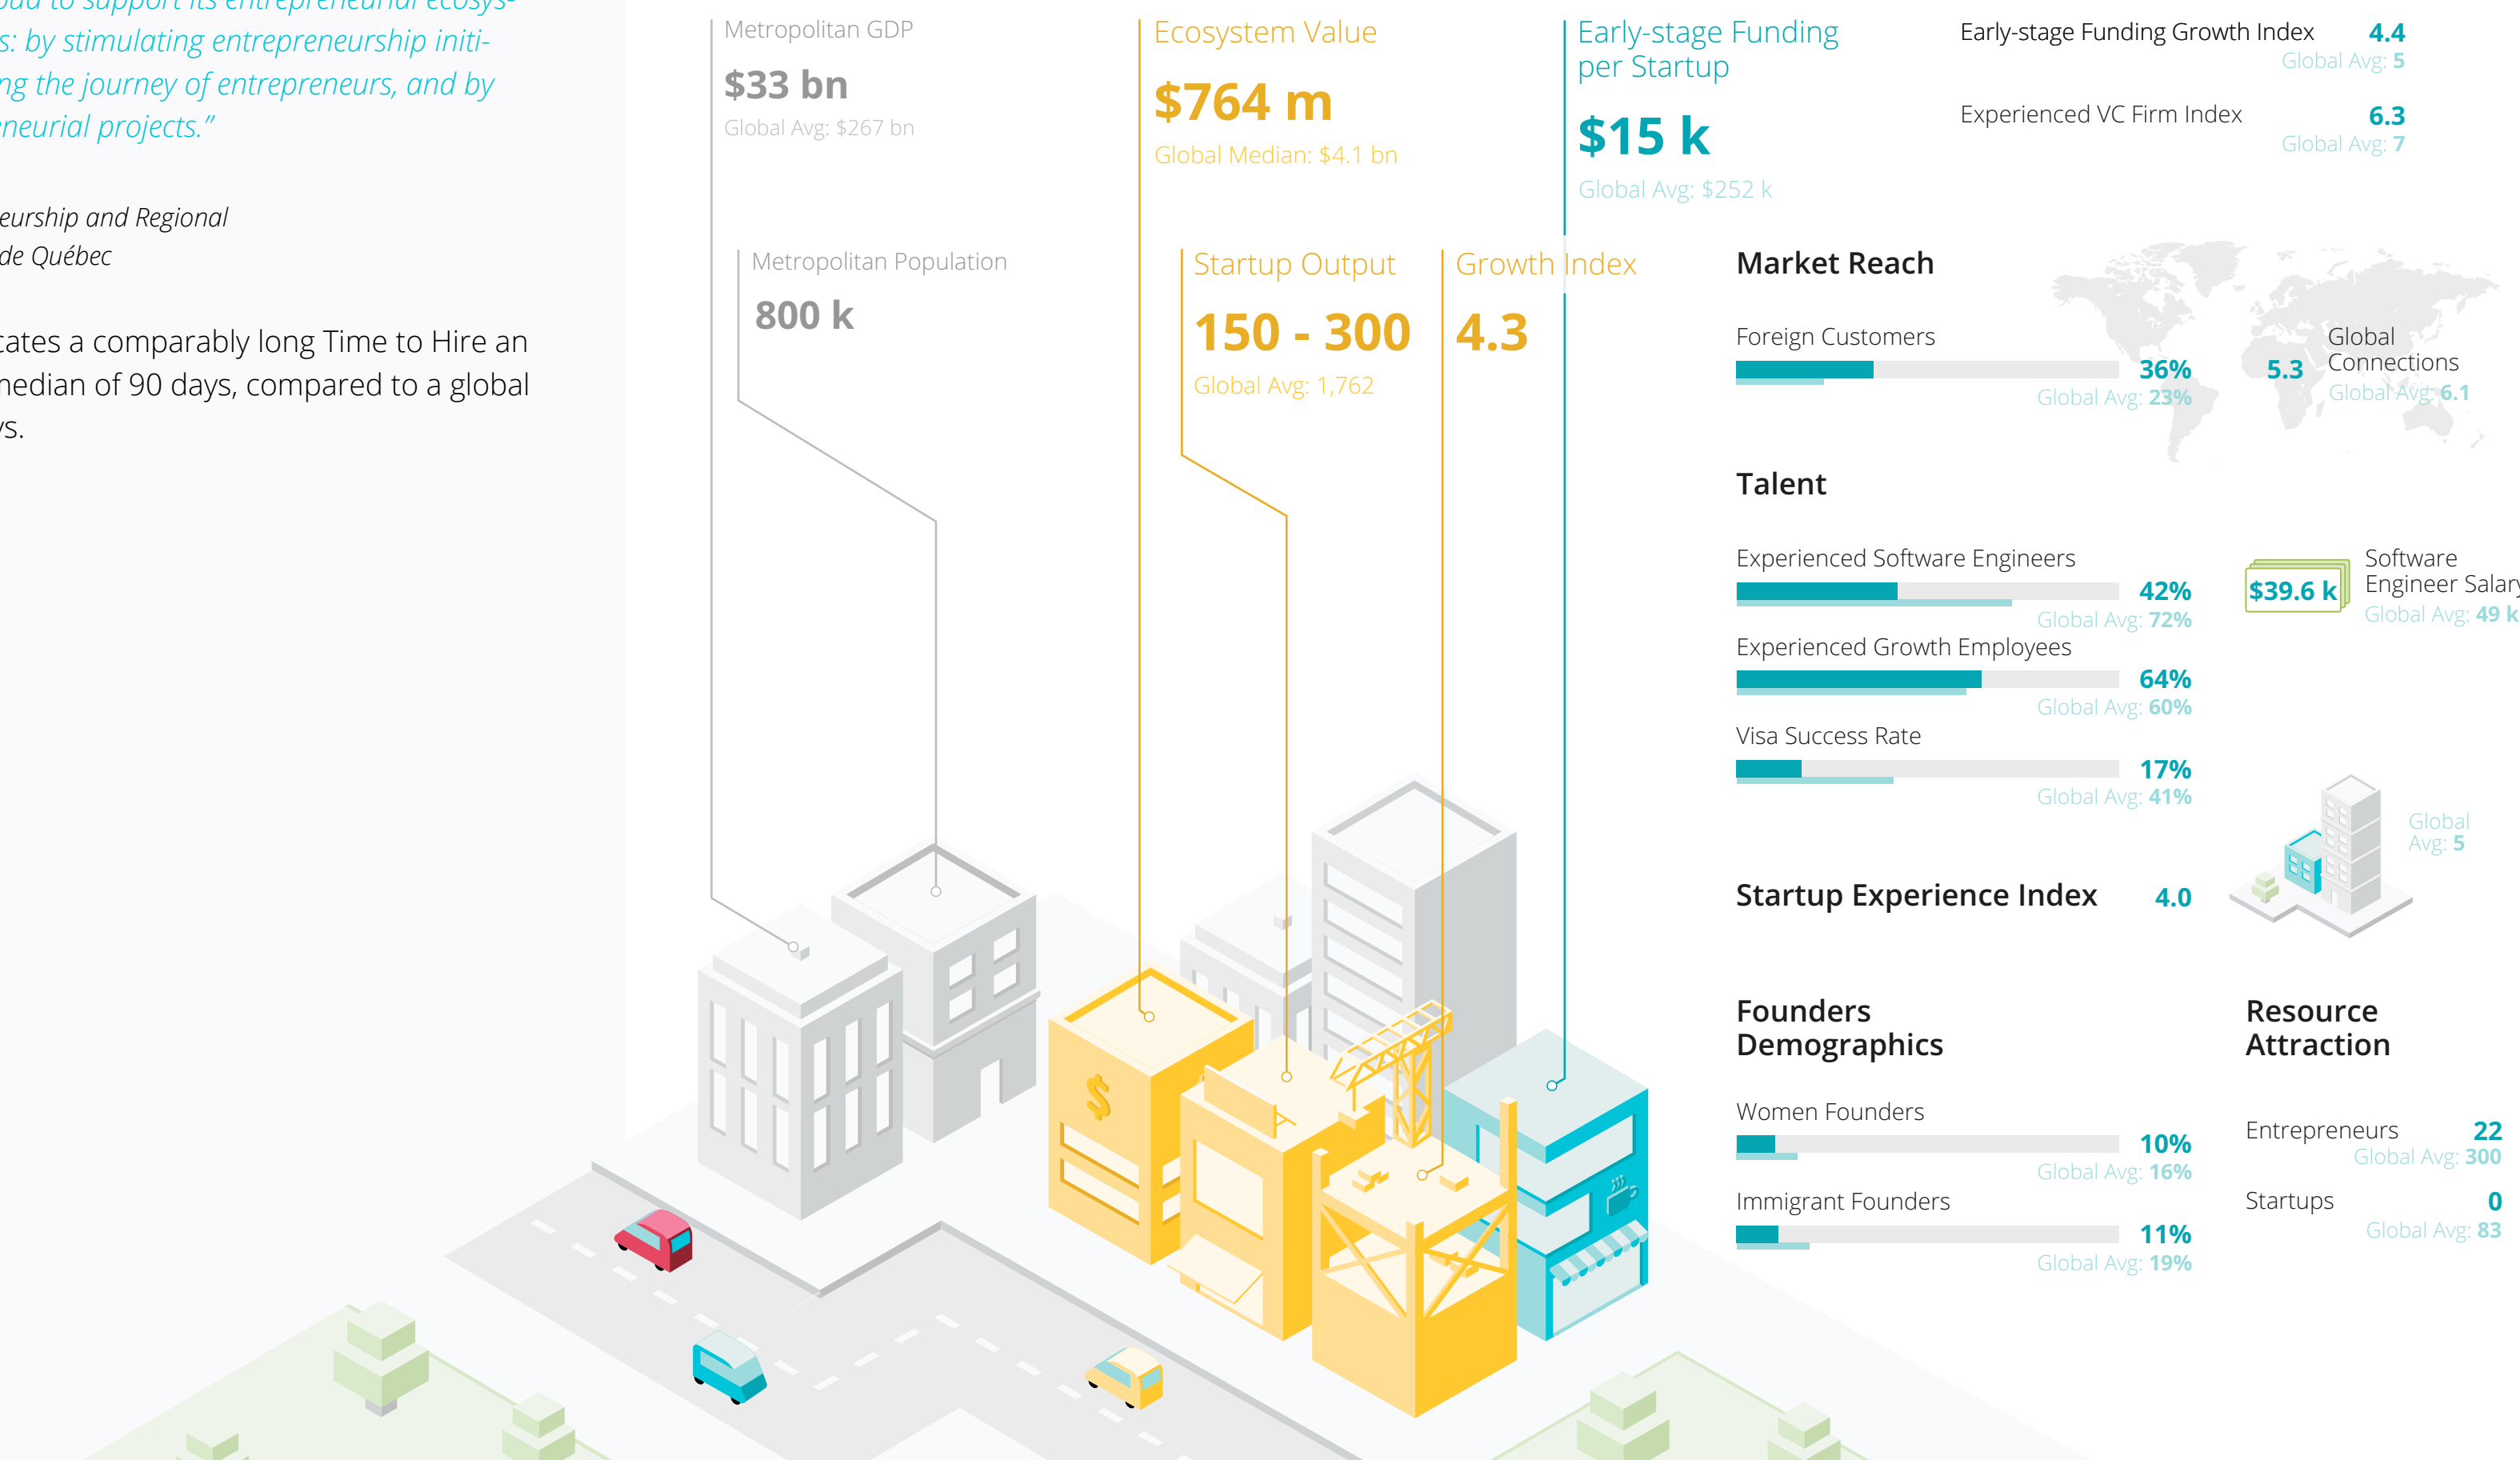 to support its entrepreneurial ecosys-
s: by stimulating entrepreneurship initi-
ng the journey of entrepreneurs, and by
eneurial projects.”
eurship and Regional
de Québec
cates a comparably long Time to Hire an
median of 90 days, compared to a global
ys.
Metropolitan GDP
$33 bn
Global Avg: $267 bn
Metropolitan Population
800 k
Ecosystem Value
$764 m
Global Median: $4.1 bn
Startup Output
150 - 300
Global Avg: 1,762
Growth Index
4.3
Early-stage Funding
per Startup
$15 k
Global Avg: $252 k
Early-stage Funding Growth Index 4.4
Global Avg: 5
Experienced VC Firm Index 6.3
Global Avg: 7
Market Reach
Foreign Customers
36%
Global Avg: 23%
5.3
Global
Connections
Global Avg: 6.1
Talent
Experienced Software Engineers
42%
Global Avg: 72%
$39.6 k
Software
Engineer Salary
Global Avg: 49 k
Experienced Growth Employees
64%
Global Avg: 60%
Visa Success Rate
17%
Global Avg: 41%
Startup Experience Index 4.0
Global
Avg: 5
Founders
Demographics
Women Founders
10%
Global Avg: 16%
Immigrant Founders
11%
Global Avg: 19%
Resource
Attraction
Entrepreneurs 22
Global Avg: 300
Startups 0
Global Avg: 83
$